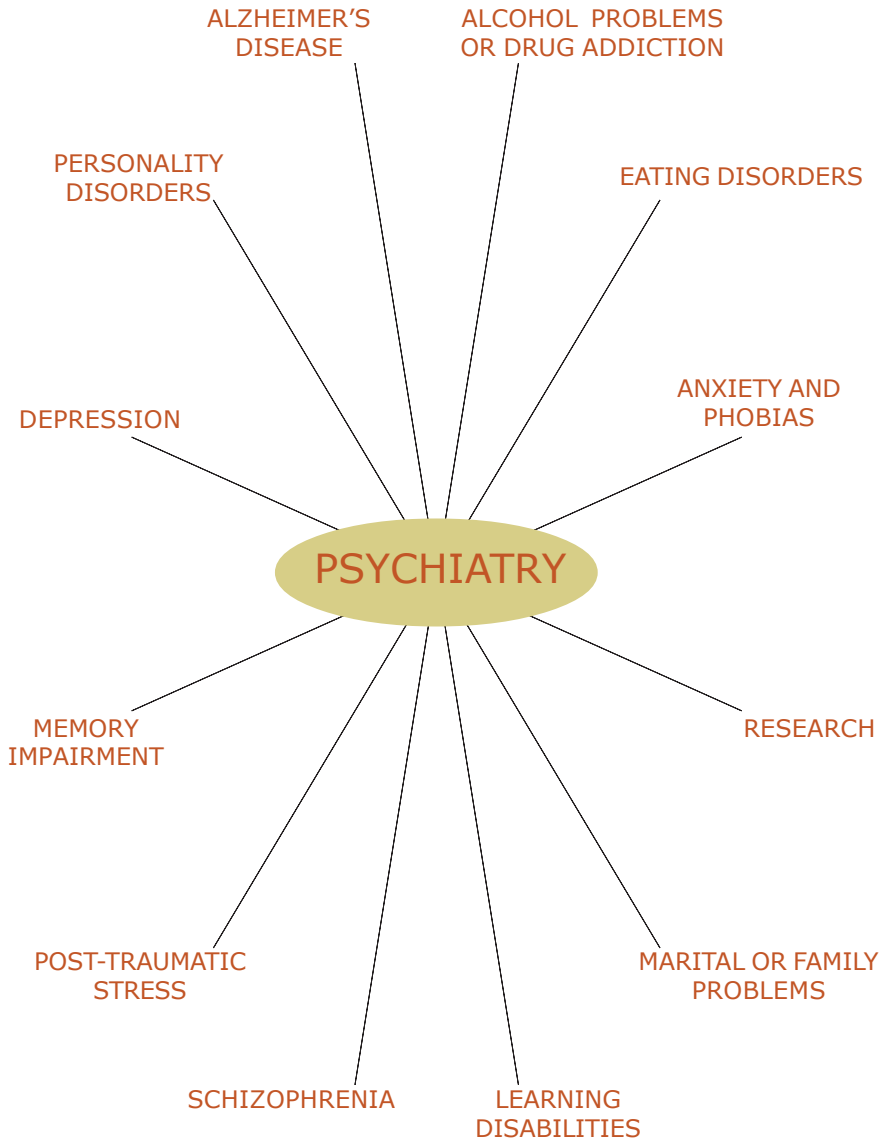 ALZHEIMER’S
DISEASE
ALCOHOL PROBLEMS
OR DRUG ADDICTION
PERSONALITY
DISORDERS
EATING DISORDERS
DEPRESSION
ANXIETY AND
PHOBIAS
PSYCHIATRY
MEMORY
IMPAIRMENT
RESEARCH
POST-TRAUMATIC
STRESS
MARITAL OR FAMILY
PROBLEMS
SCHIZOPHRENIA
LEARNING
DISABILITIES